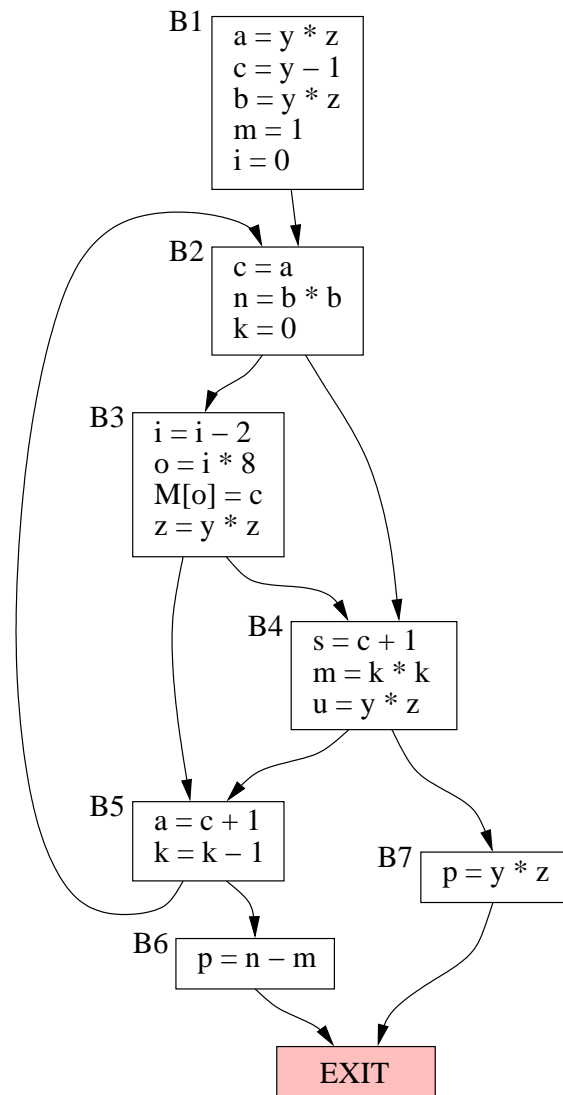 B1
a = y * z
c = y − 1
b = y * z
m = 1
i = 0
B2
c = a
n = b * b
k = 0
B3
i = i − 2
o = i * 8
M[o] = c
z = y * z
B4
s = c + 1
m = k * k
u = y * z
B5
a = c + 1
k = k − 1
B7
p = y * z
B6
p = n − m
EXIT